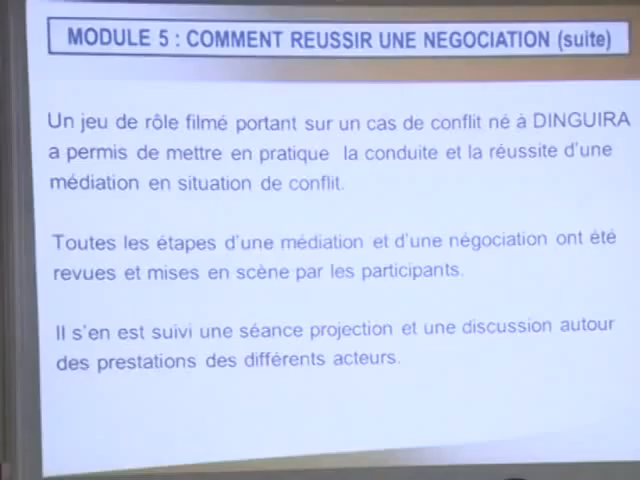 MODULE 5 : COMMENT REUSSIR UNE NEGOCIATION (suite)
Un jeu de rôle filmé portant sur un cas de conflit né à DINGUIRA
a permis de mettre en pratique la conduite et la réussite d'une
médiation en situation de conflit.
Toutes les étapes d'une médiation et d'une négociation ont été
revues et mises en scène par les participants.
Il s'en est suivi une séance projection et une discussion autour
des prestations des différents acteurs.